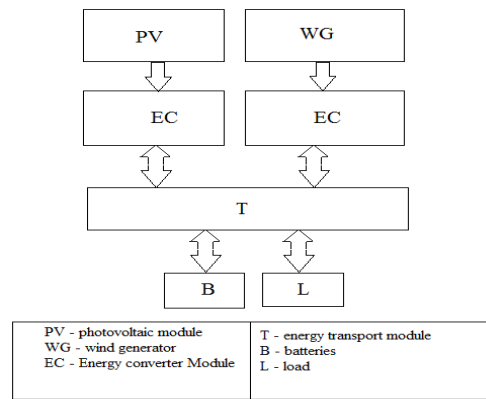 PV
WG
EC
EC
T
B
L
PV - photovoltaic module
WG - wind generator
EC - Energy converter Module
T - energy transport module
B - batteries
L - load